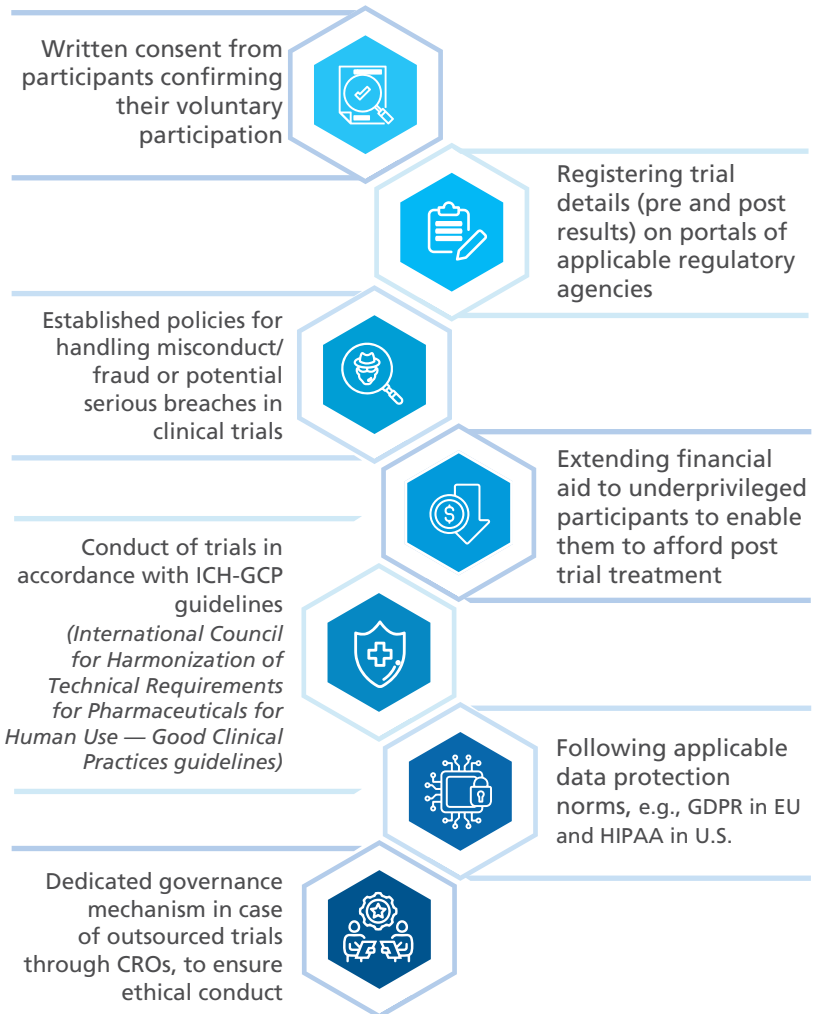 Written consent from
participants confirming
their voluntary
participation
Registering trial
details (pre and post
results) on portals of
applicable regulatory
agencies
Established policies for
handling misconduct/
fraud or potential
serious breaches in
clinical trials
$
Extending financial
aid to underprivileged
participants to enable
them to afford post
trial treatment
Conduct of trials in
accordance with ICH-GCP
guidelines
(International Council
for Harmonization of
Technical Requirements
for Pharmaceuticals for
Human Use — Good Clinical
Practices guidelines)
Following applicable
data protection
norms, e.g., GDPR in EU
and HIPAA in U.S.
Dedicated governance
mechanism in case
of outsourced trials
through CROs, to ensure
ethical conduct